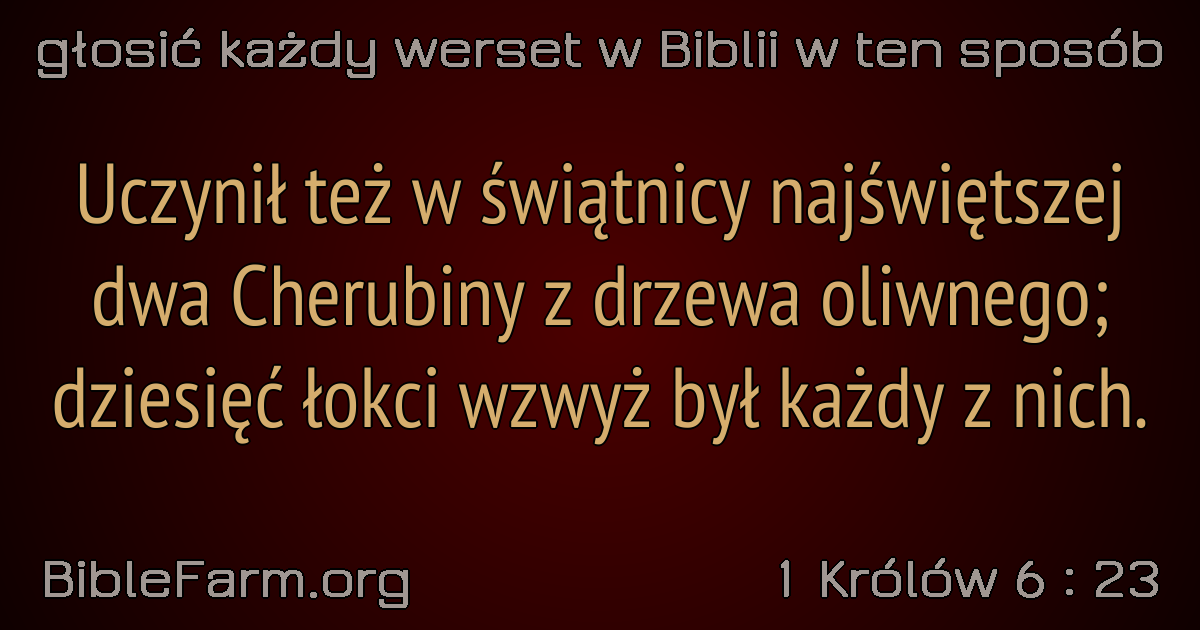 głosić każdy werset w Biblii w ten sposób
Uczynił też w świątnicy najświętszej
dwa Cherubiny z drzewa oliwnego;
dziesięć łokci wzwyż był każdy z nich.
BibleFarm.org
1 Królów 6 : 23